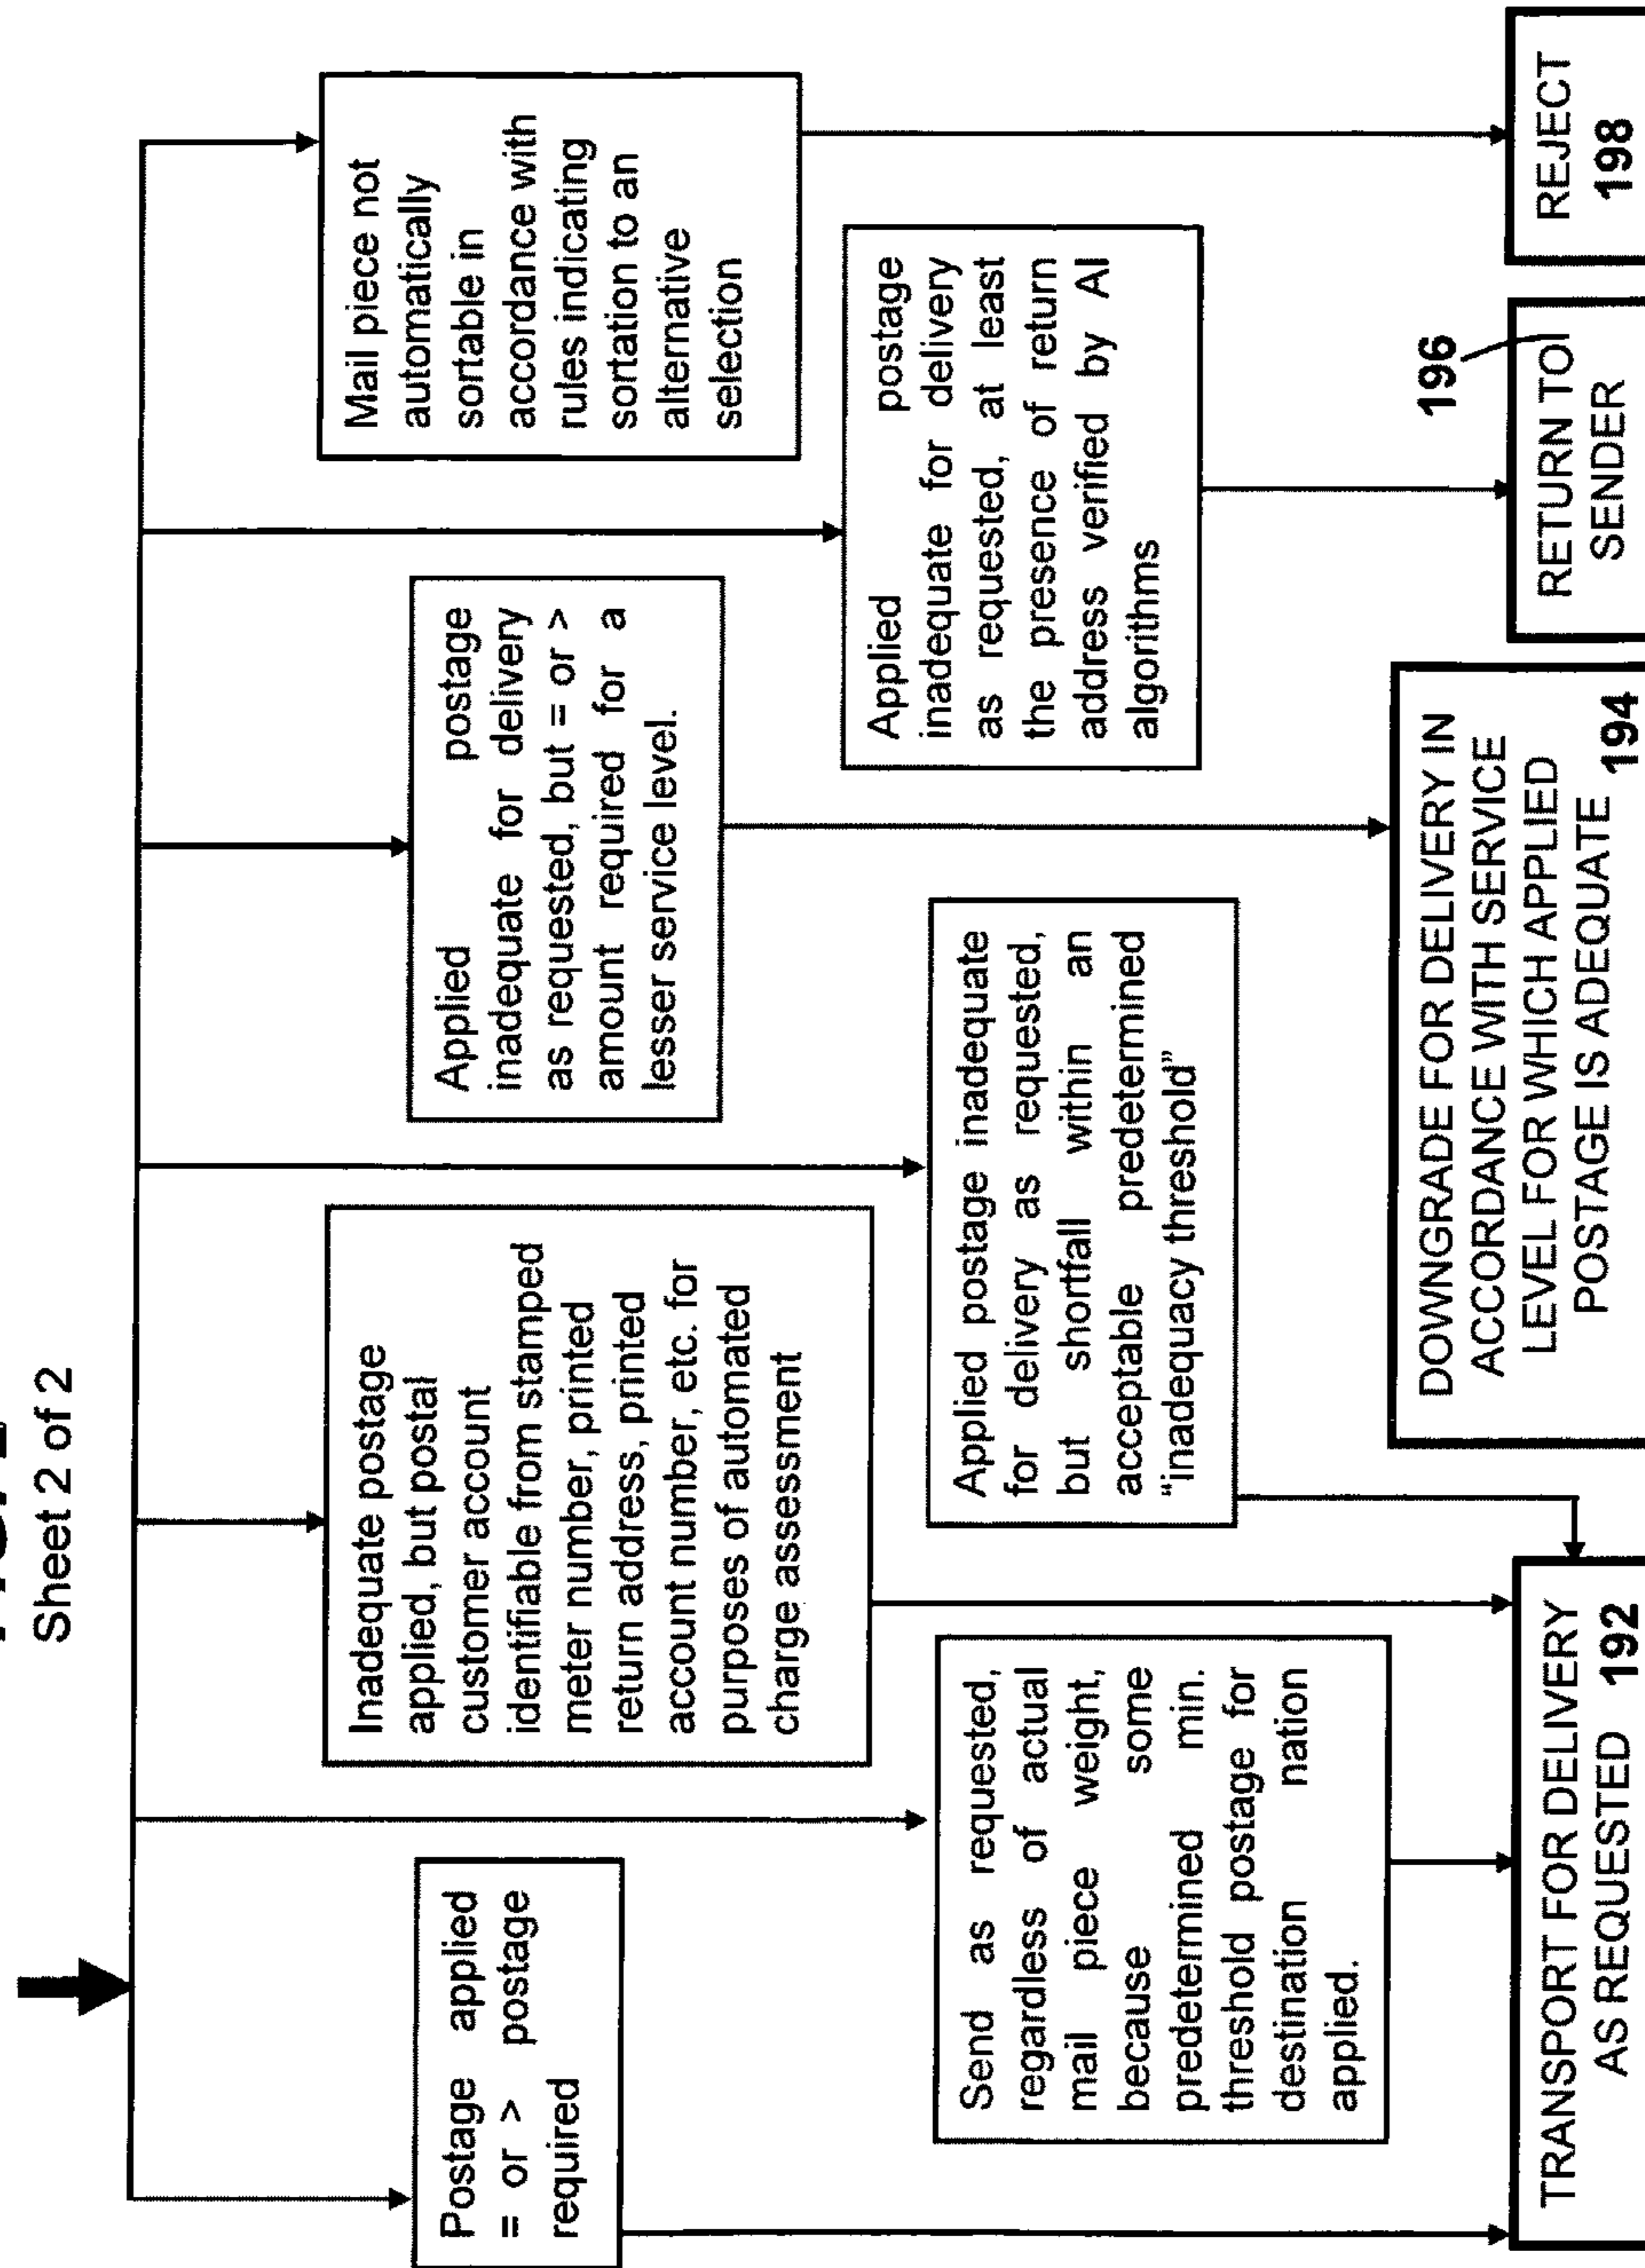 Sheet 2 of 2
Postage applied
= or > postage
required
Send as requested,
regardless of actual
mail piece weight,
because some
predetermined min.
threshold postage for
destination nation
applied.
Inadequate postage
applied, but postal
customer account
identifiable from stamped
meter number, printed
return address, printed
account number, etc. for
purposes of automated
charge assessment
Applied postage inadequate
for delivery as requested,
but shortfall within an
acceptable predetermined
“inadequacy threshold”
Applied postage
inadequate for delivery
as requested, but = or >
amount required for a
lesser service level.
Applied postage
inadequate for delivery
as requested, at least
the presence of return
address verified by AI
algorithms
Mail piece not
automatically
sortable in
accordance with
rules indicating
sortation to an
alternative
selection
TRANSPORT FOR DELIVERY
AS REQUESTED 192
DOWNGRADE FOR DELIVERY IN
ACCORDANCE WITH SERVICE
LEVEL FOR WHICH APPLIED
POSTAGE IS ADEQUATE 194
196
RETURN TO
SENDER
REJECT
198